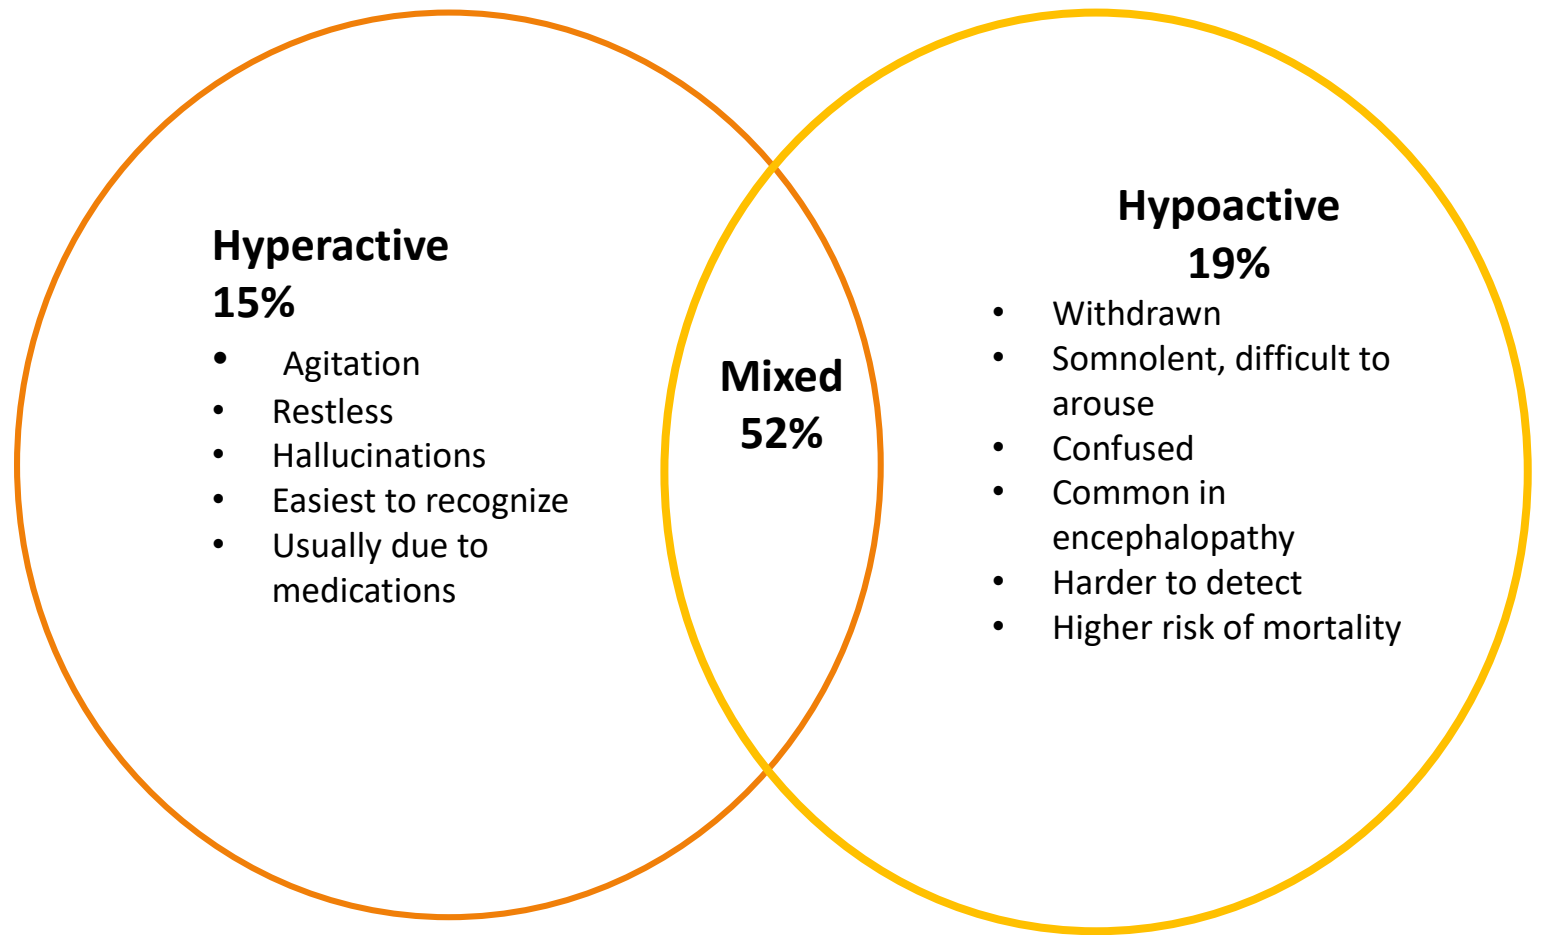 Hyperactive
15%
• Agitation
• Restless
• Hallucinations
• Easiest to recognize
• Usually due to
medications
Mixed
52%
Hypoactive
19%
• Withdrawn
• Somnolent, difficult to
arouse
• Confused
• Common in
encephalopathy
• Harder to detect
• Higher risk of mortality